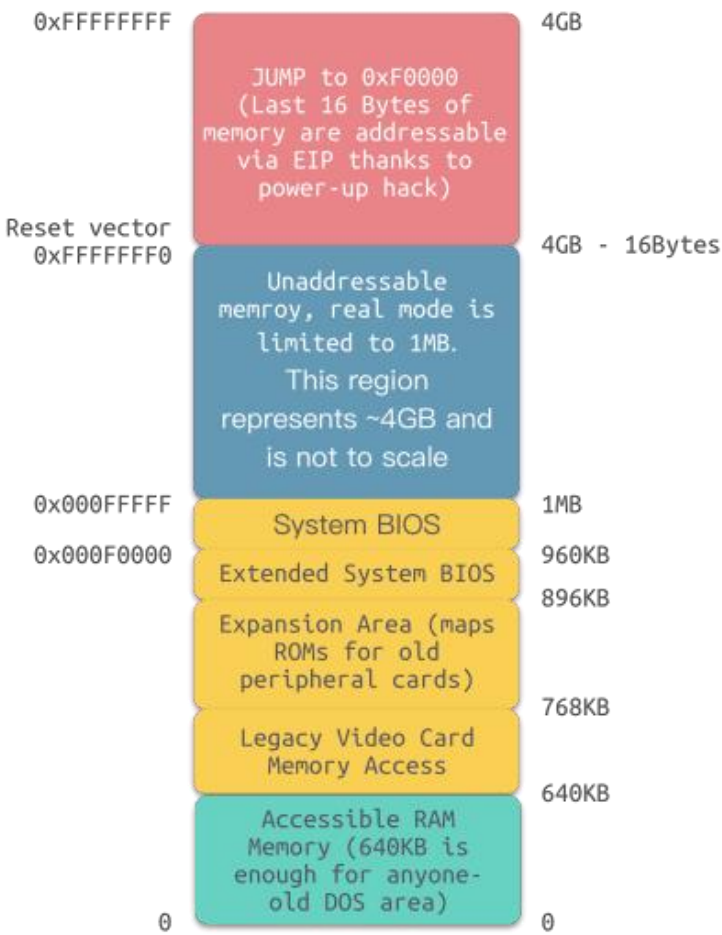 0xFFFFFFFF
4GB
JUMP to 0xF0000
(Last 16 Bytes of
memory are addressable
via EIP thanks to
power-up hack)
Reset vector
0xFFFFFFF0
4GB - 16Bytes
Unaddressable
memroy, real mode is
limited to 1MB.
This region
represents ~4GB and
is not to scale
0x000FFFFF
1MB
System BIOS
0x000F0000
960KB
Extended System BIOS
896KB
Expansion Area (maps
ROMs for old
peripheral cards)
768KB
Legacy Video Card
Memory Access
640KB
Accessible RAM
Memory (640KB is
enough for anyone-
old DOS area)
0
0